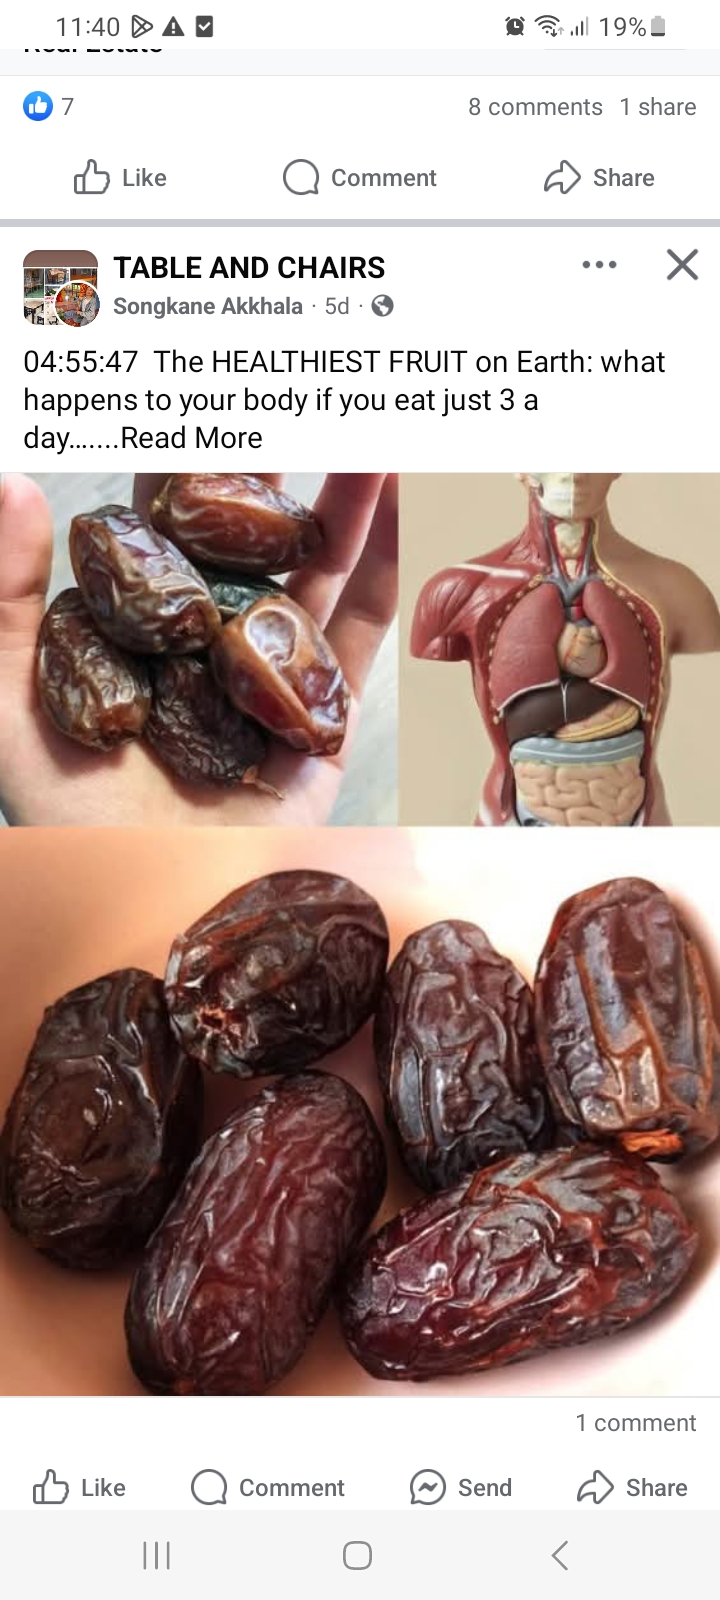 11:40
19%
7
8 comments 1 share
Like Comment Share
TABLE AND CHAIRS
Songkane Akkhala · 5d ·
04:55:47 The HEALTHIEST FRUIT on Earth: what
happens to your body if you eat just 3 a
day…....Read More
1 comment
Like Comment Send Share